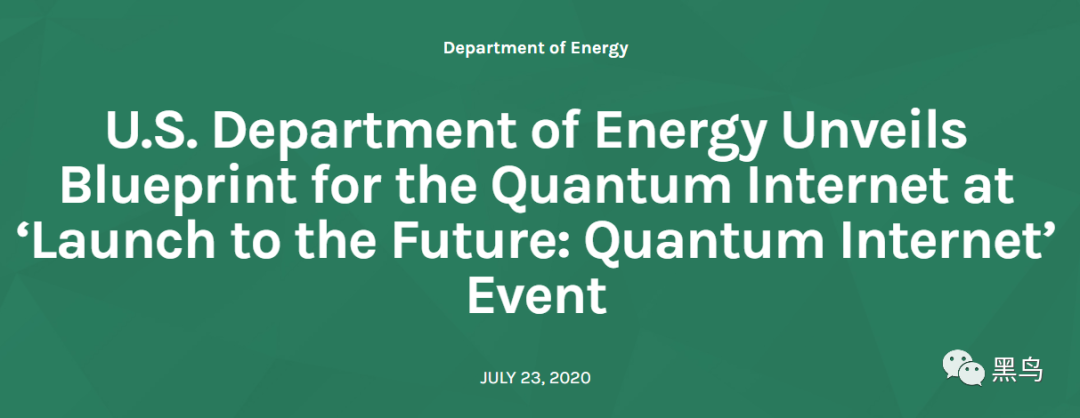 Department of Energy
U.S. Department of Energy Unveils
Blueprint for the Quantum Internet at
‘Launch to the Future: Quantum Internet’
Event
JULY 23, 2020
黑鸟